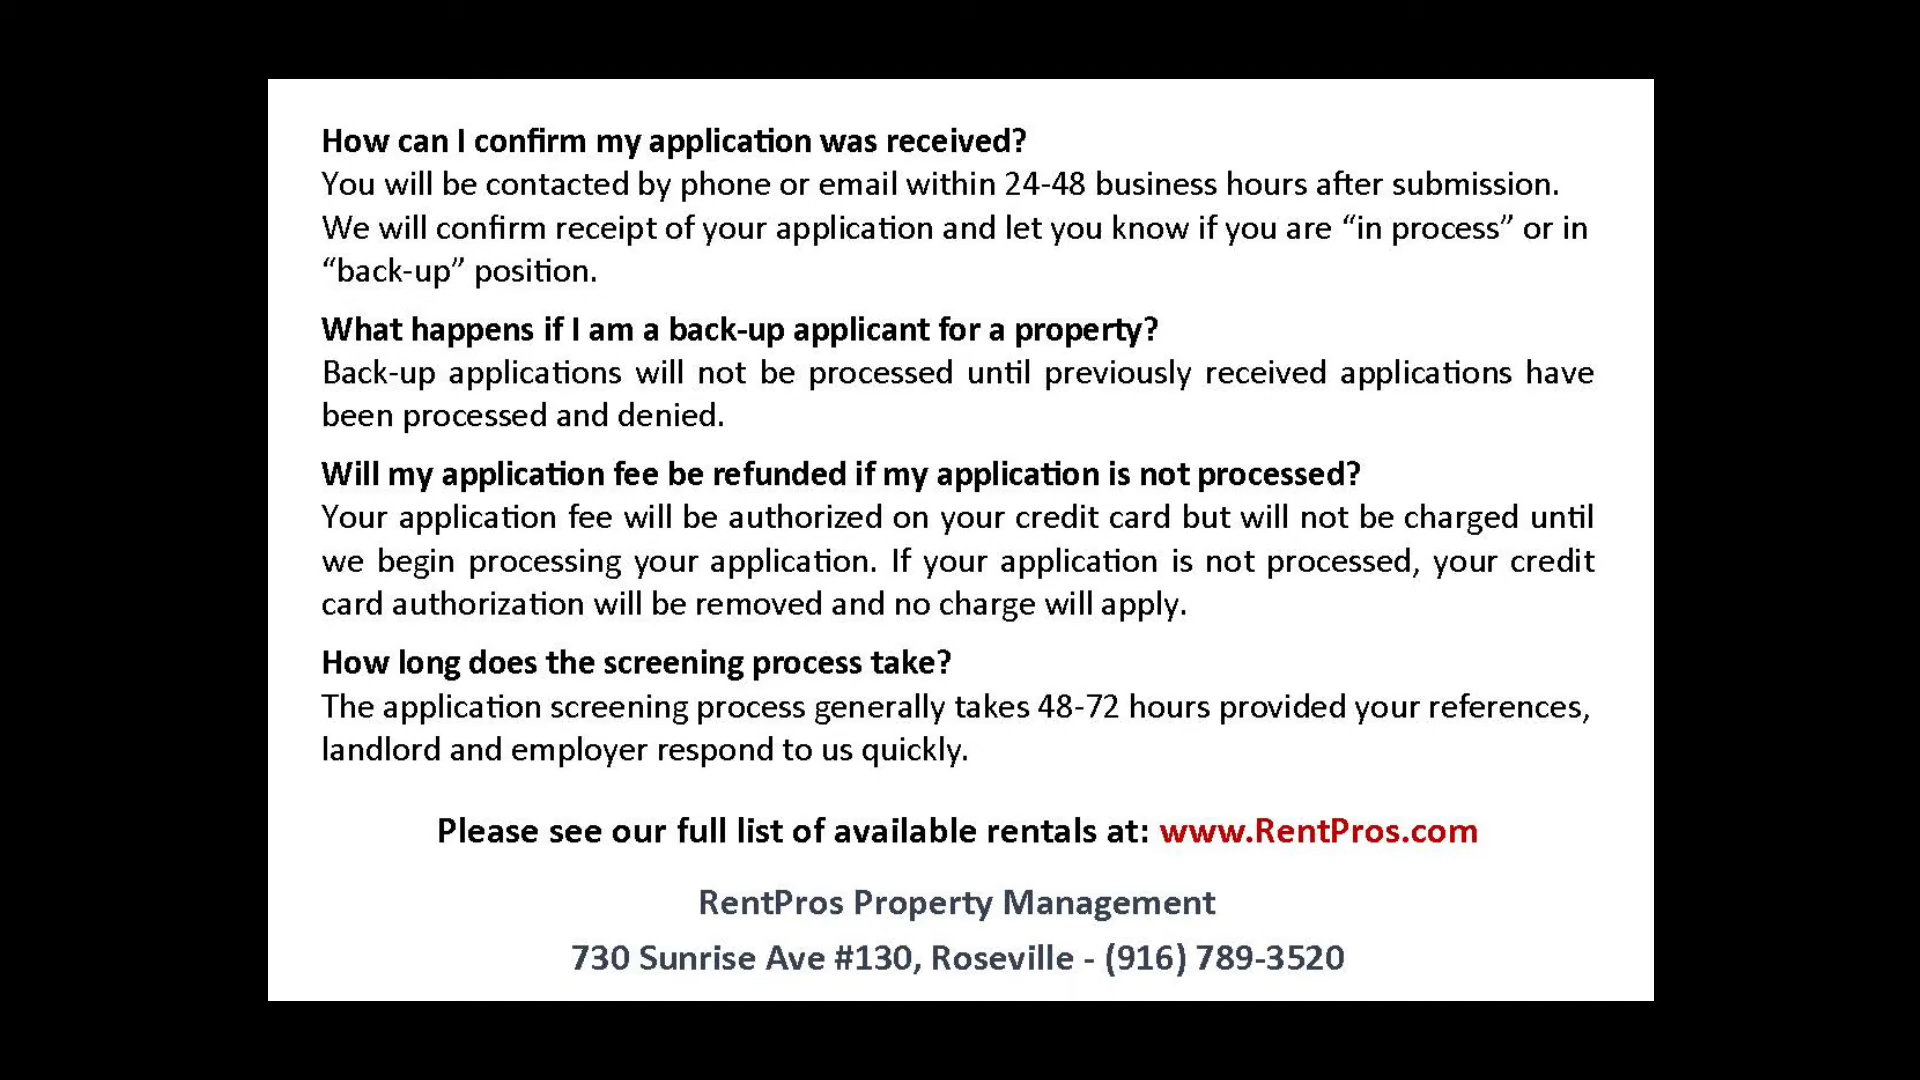 How can I confirm my application was received?
You will be contacted by phone or email within 24-48 business hours after submission.
We will confirm receipt of your application and let you know if you are “in process” or in
“back-up” position.
What happens if I am a back-up applicant for a property?
Back-up applications will not be processed until previously received applications have
been processed and denied.
Will my application fee be refunded if my application is not processed?
Your application fee will be authorized on your credit card but will not be charged until
we begin processing your application. If your application is not processed, your credit
card authorization will be removed and no charge will apply.
How long does the screening process take?
The application screening process generally takes 48-72 hours provided your references,
landlord and employer respond to us quickly.
Please see our full list of available rentals at: www.RentPros.com
RentPros Property Management
730 Sunrise Ave #130, Roseville - (916) 789-3520